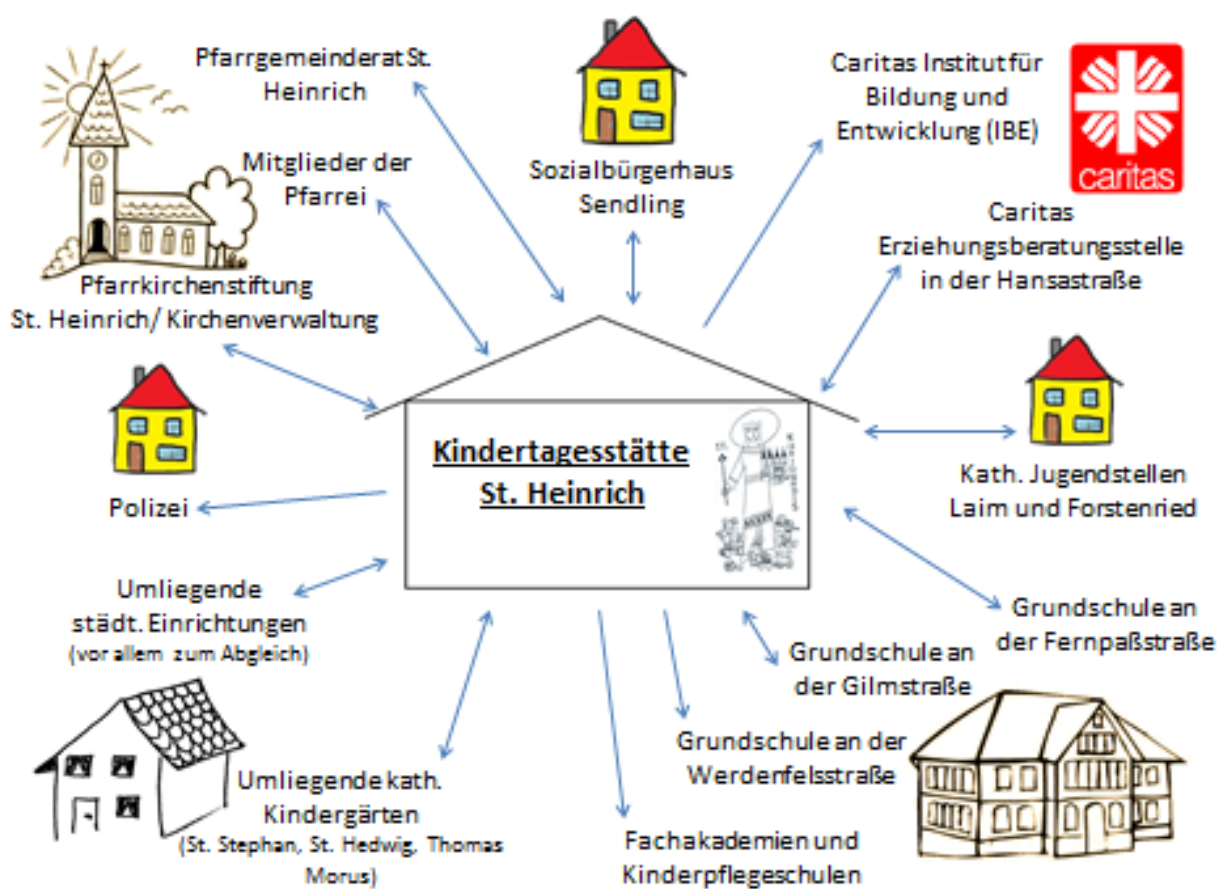 Pfarrgemeinderat St.
Heinrich
Mitglieder der
Pfarrei
Pfarrkirchenstiftung
St. Heinrich/ Kirchenverwaltung
Sozialbürgerhaus
Sendling
Caritas Institut für
Bildung und
Entwicklung (IBE)
caritas
Caritas
Erziehungsberatungsstelle
in der Hansastraße
Kindertagesstätte
St. Heinrich
Polizei
Kath. Jugendstellen
Laim und Forstenried
Umliegende
städt. Einrichtungen
(vor allem zum Abgleich)
Grundschule an
der Fernpaßstraße
Grundschule an
der Gilmstraße
Grundschule an der
Werdenfelsstraße
Umliegende kath.
Kindergärten
(St. Stephan, St. Hedwig, Thomas
Morus)
Fachakademien und
Kinderpflegeschulen